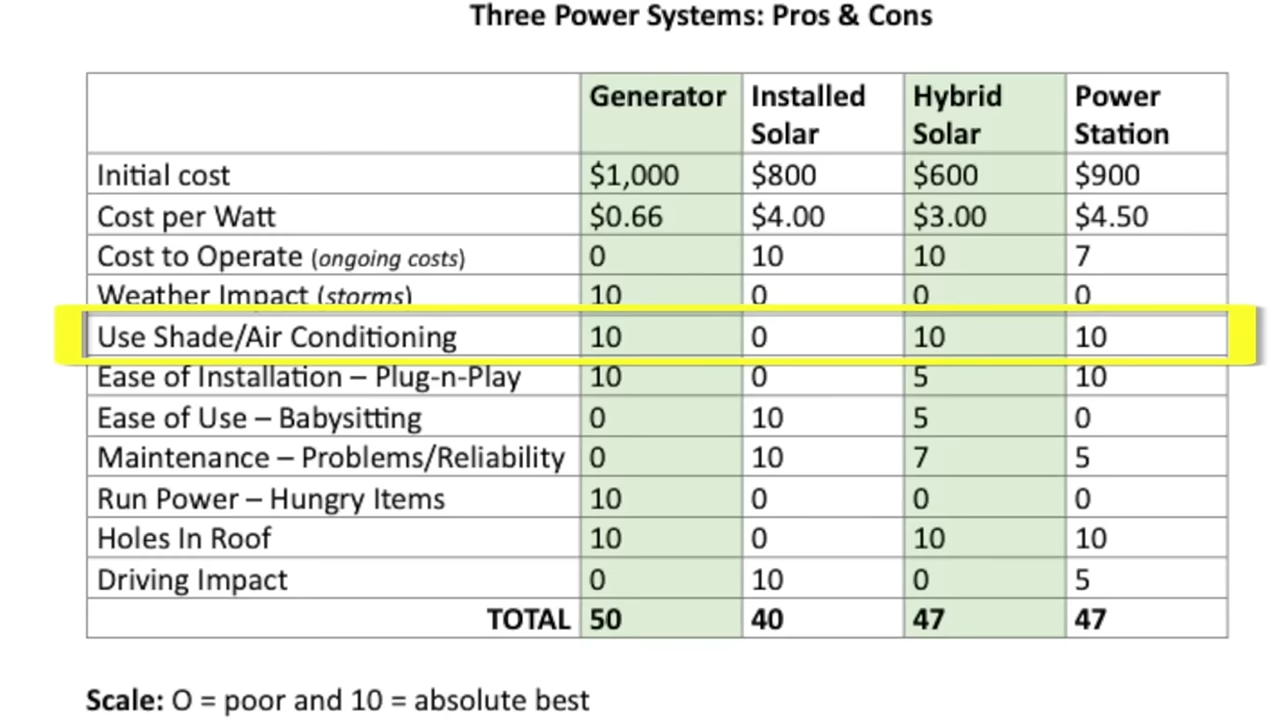 Three Power Systems: Pros & Cons
Generator Installed Solar Hybrid Solar Power Station
Initial cost $1,000 $800 $600 $900
Cost per Watt $0.66 $4.00 $3.00 $4.50
Cost to Operate (ongoing costs) 0 10 10 7
Weather Impact (storms) 10 0 0 0
Use Shade/Air Conditioning 10 0 10 10
Ease of Installation – Plug-n-Play 10 0 5 10
Ease of Use – Babysitting 0 10 5 0
Maintenance – Problems/Reliability 0 10 7 5
Run Power – Hungry Items 10 0 0 0
Holes In Roof 10 0 10 10
Driving Impact 0 10 0 5
TOTAL 50 40 47 47
Scale: O = poor and 10 = absolute best